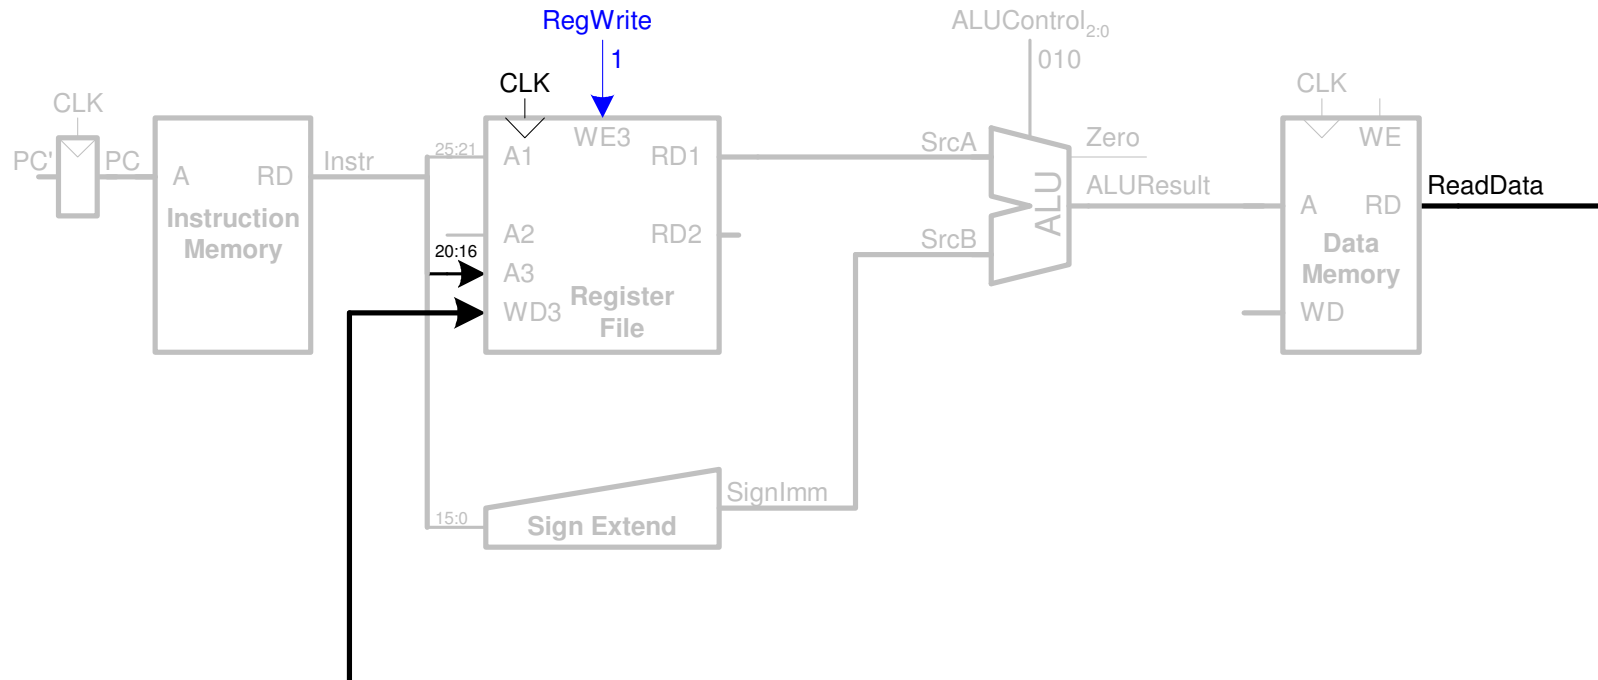 RegWrite
1
ALUControl2:0
010
CLK
CLK
CLK
PC'
PC
A
RD
Instruction
Memory
Instr
25:21
A1
WE3
RD1
A2
RD2
20:16
A3
WD3
Register
File
SrcA
SrcB
ALU
Zero
ALUResult
WE
A
RD
Data
Memory
WD
ReadData
15:0
Sign Extend
SignImm